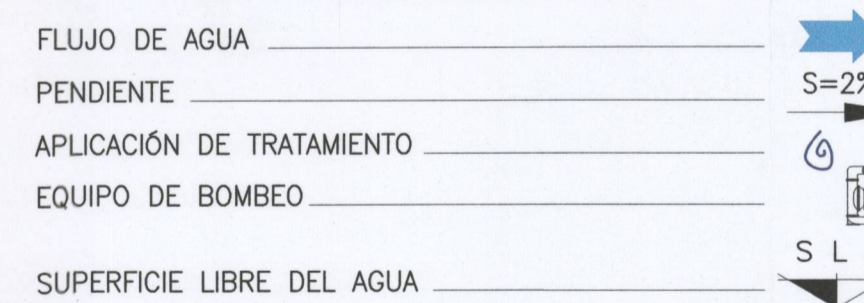 FLUJO DE AGUA
PENDIENTE S=2%
APLICACIÓN DE TRATAMIENTO
EQUIPO DE BOMBEO
SUPERFICIE LIBRE DEL AGUA S L